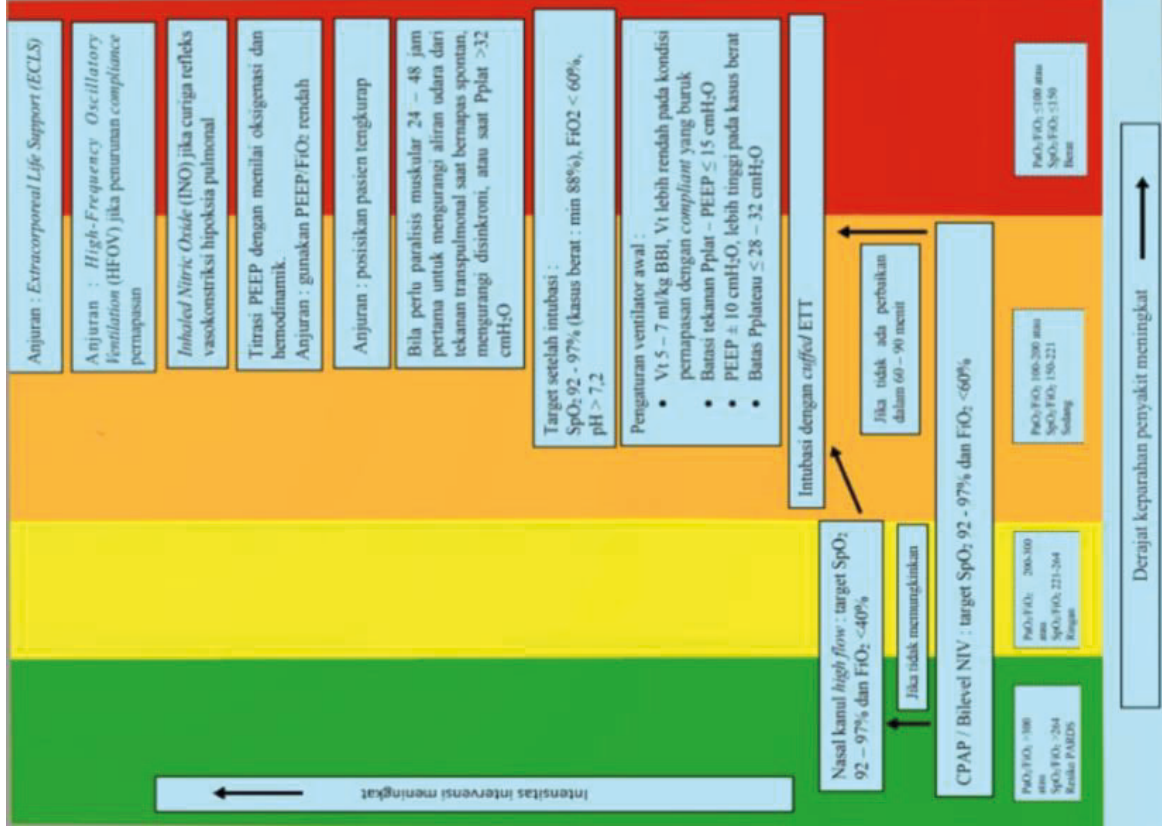 Anjuran : Extracorporeal Life Support (ECLS)
Anjuran : High-Frequency Oscillatory
Ventilation (HFOV) jika penurunan compliance
pernapasan
Inhaled Nitric Oxide (INO) jika curiga refleks
vasokonstriksi hipoksia pulmonal
Titrasi PEEP dengan menilai oksigenasi dan
hemodinamik.
Anjuran : gunakan PEEP/FiO₂ rendah
Anjuran : posisikan pasien tengkurap
Bila perlu paralisis muskular 24 – 48 jam
pertama untuk mengurangi aliran udara dari
tekanan transpulmonal saat bernapas spontan,
mengurangi disinkroni, atau saat Pplat >32
cmH₂O
Target setelah intubasi :
SpO₂ 92 - 97% (kasus berat : min 88%), FiO2 < 60%,
pH > 7,2
Pengaturan ventilator awal :
• Vt 5 – 7 ml/kg BBI, Vt lebih rendah pada kondisi
pernapasan dengan compliant yang buruk
• Batasi tekanan Pplat – PEEP ≤ 15 cmH₂O
• PEEP ± 10 cmH₂O, lebih tinggi pada kasus berat
• Batas Pplateau ≤ 28 – 32 cmH₂O
Intubasi dengan cuffed ETT
Nasal kanul high flow : target SpO₂
92 – 97% dan FiO₂ <40%
Jika tidak memungkinkan
Jika tidak ada perbaikan
dalam 60 – 90 menit
CPAP / Bilevel NIV : target SpO₂ 92 - 97% dan FiO₂ <60%
PaO₂/FiO₂ >300
atau
SpO₂/FiO₂ >264
Resiko PARDS
PaO₂/FiO₂ 200-300
atau
SpO₂/FiO₂ 221-264
Ringan
PaO₂/FiO₂ 100-200 atau
SpO₂/FiO₂ 150-221
Sedang
PaO₂/FiO₂ ≤100 atau
SpO₂/FiO₂ ≤150
Berat
Derajat keparahan penyakit meningkat
Intensitas intervensi meningkat